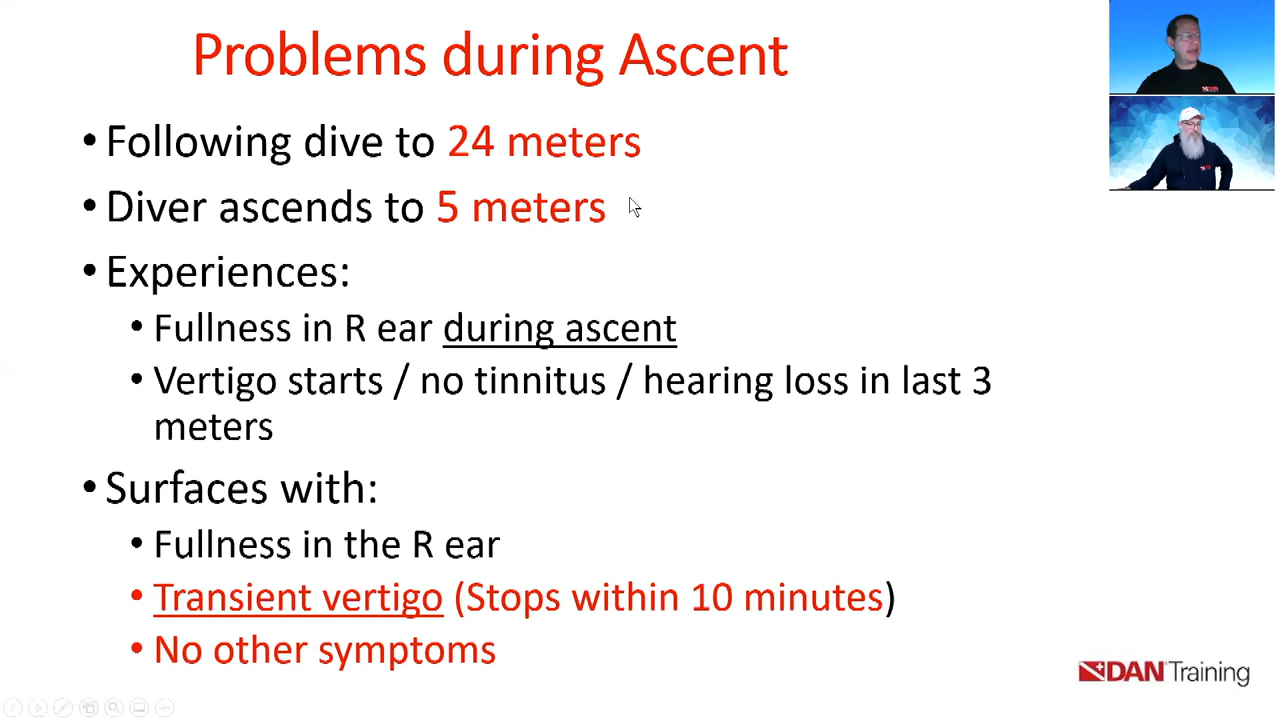 Problems during Ascent
•Following dive to 24 meters
•Diver ascends to 5 meters
•Experiences:
•Fullness in R ear during ascent
•Vertigo starts / no tinnitus / hearing loss in last 3
meters
•Surfaces with:
•Fullness in the R ear
•Transient vertigo (Stops within 10 minutes)
•No other symptoms
DAN Training